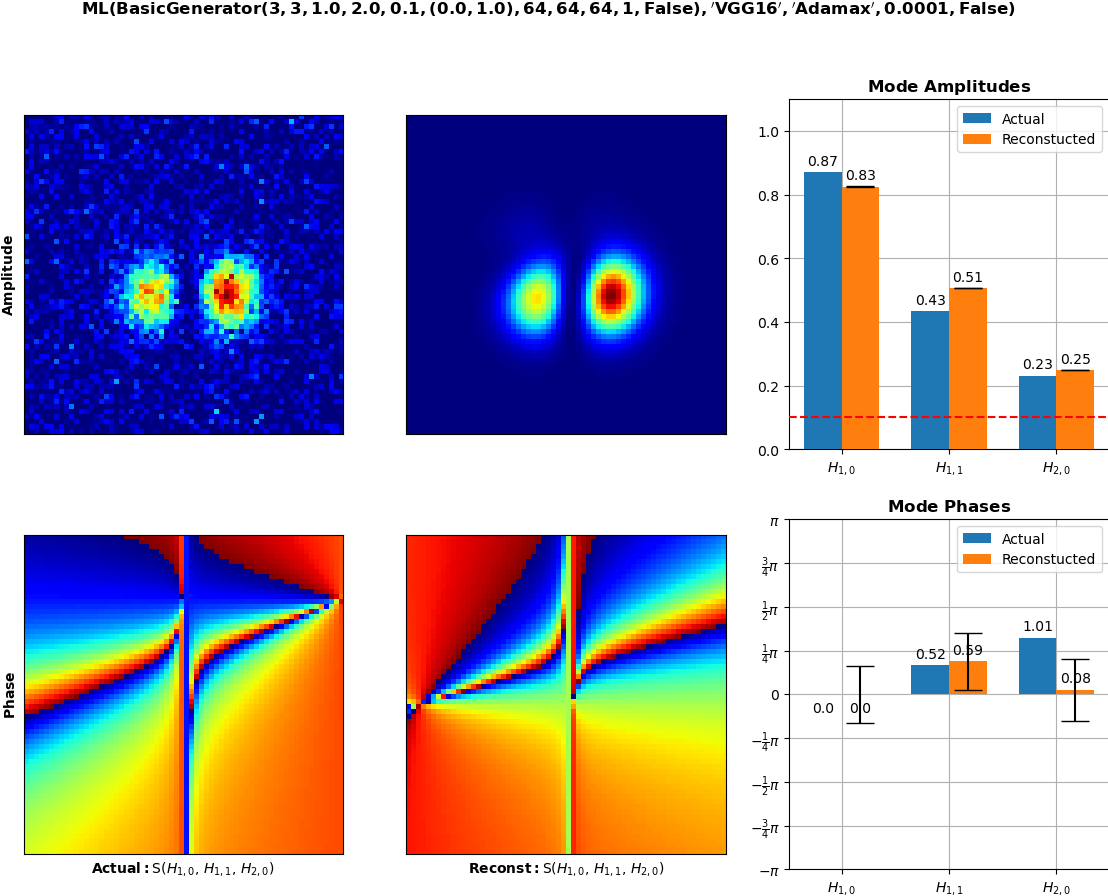 ML(BasicGenerator(3, 3, 1.0, 2.0, 0.1, (0.0, 1.0), 64, 64, 64, 1, False), ′VGG16′, ′Adamax′, 0.0001, False)
Amplitude
Mode Amplitudes
Actual
Reconstucted
1.0
0.8
0.6
0.4
0.2
0.0
0.87
0.83
0.43
0.51
0.23
0.25
H1, 0
H1, 1
H2, 0
Phase
Actual: S(H1, 0, H1, 1, H2, 0)
Reconst: S(H1, 0, H1, 1, H2, 0)
Mode Phases
Actual
Reconstucted
π
3/4π
1/2π
1/4π
0
−1/4π
−1/2π
−3/4π
−π
0.0
0.0
0.52
0.59
1.01
0.08
H1, 0
H1, 1
H2, 0